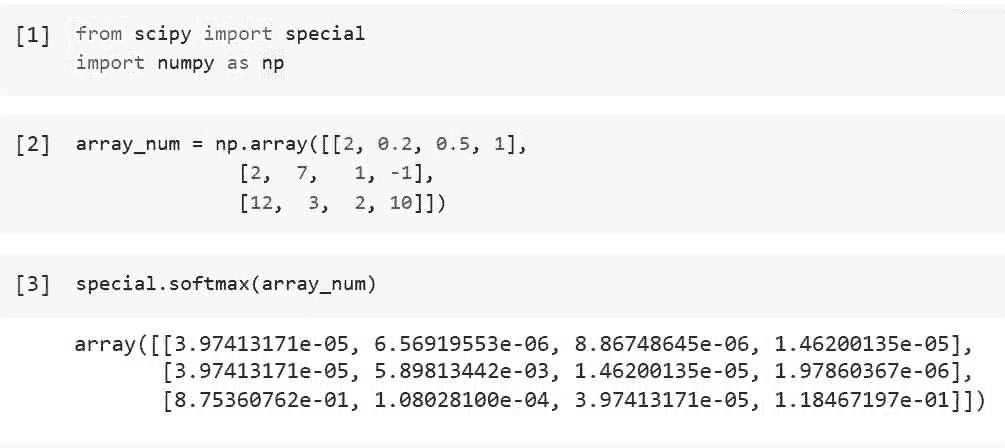 [1] from scipy import special
import numpy as np
[2] array_num = np.array([[2, 0.2, 0.5, 1],
[2, 7, 1, -1],
[12, 3, 2, 10]])
[3] special.softmax(array_num)
array([[3.97413171e-05, 6.56919553e-06, 8.86748645e-06, 1.46200135e-05],
[3.97413171e-05, 5.89813442e-03, 1.46200135e-05, 1.97860367e-06],
[8.75360762e-01, 1.08028100e-04, 3.97413171e-05, 1.18467197e-01]])